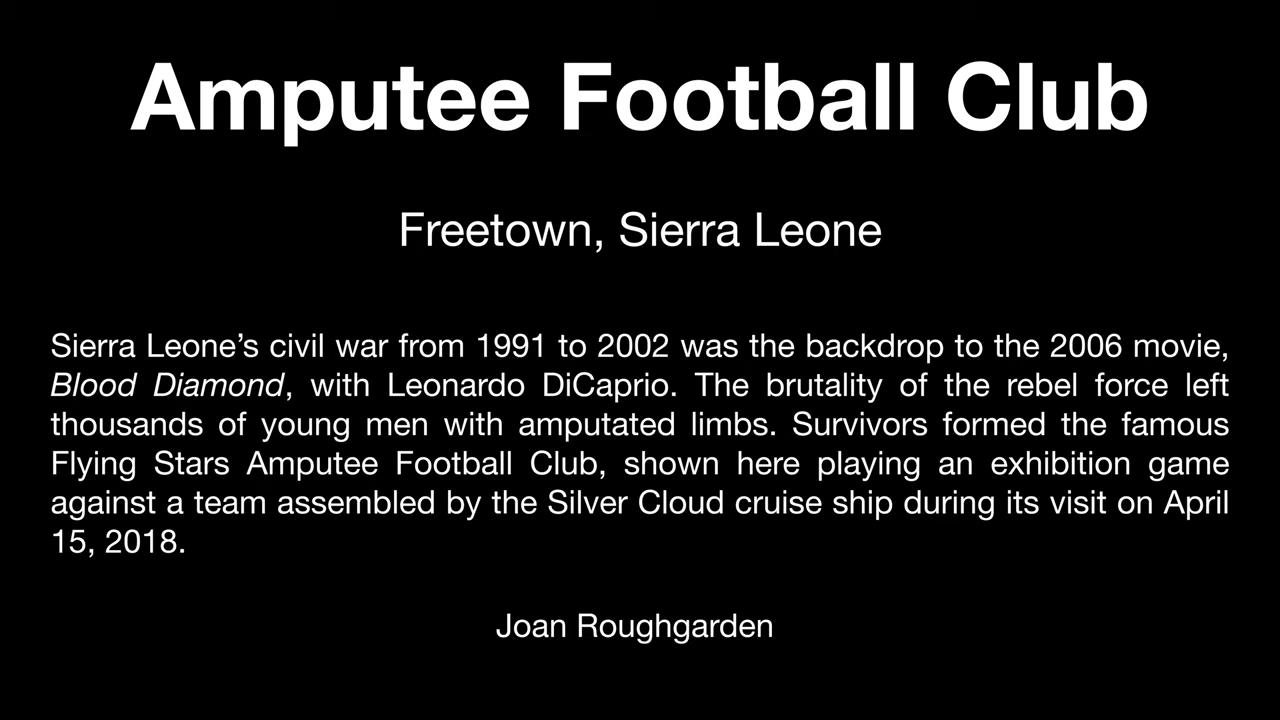 Amputee Football Club
Freetown, Sierra Leone
Sierra Leone’s civil war from 1991 to 2002 was the backdrop to the 2006 movie,
Blood Diamond, with Leonardo DiCaprio. The brutality of the rebel force left
thousands of young men with amputated limbs. Survivors formed the famous
Flying Stars Amputee Football Club, shown here playing an exhibition game
against a team assembled by the Silver Cloud cruise ship during its visit on April
15, 2018.
Joan Roughgarden